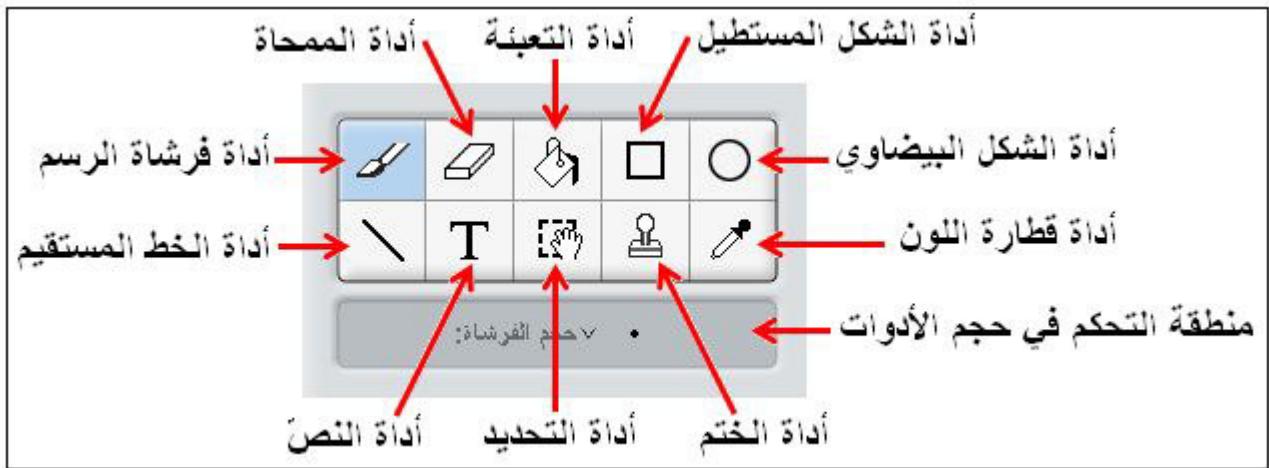 أداة الشكل المستطيل
أداة التعبئة
أداة الممحاة
أداة الشكل البيضاوي
أداة فرشاة الرسم
T
أداة قطارة اللون
أداة الخط المستقيم
منطقة التحكم في حجم الأدوات
حجم الفرشاة:
أداة الختم
أداة التحديد
أداة النصّ